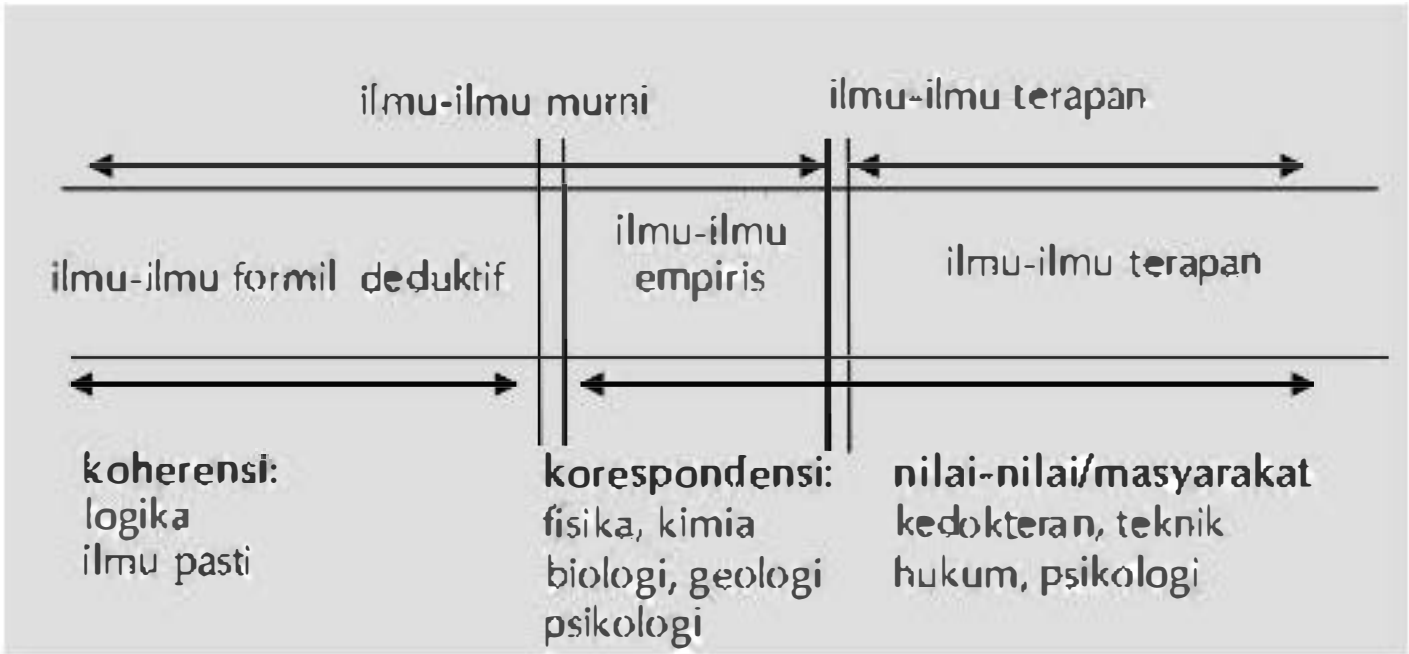 ilmu-ilmu murni
ilmu-ilmu terapan
ilmu-ilmu formil deduktif
ilmu-ilmu
empiris
ilmu-ilmu terapan
koherensi:
logika
ilmu pasti
korespondensi:
fisika, kimia
biologi, geologi
psikologi
nilai-nilai/masyarakat
kedokteran, teknik
hukum, psikologi